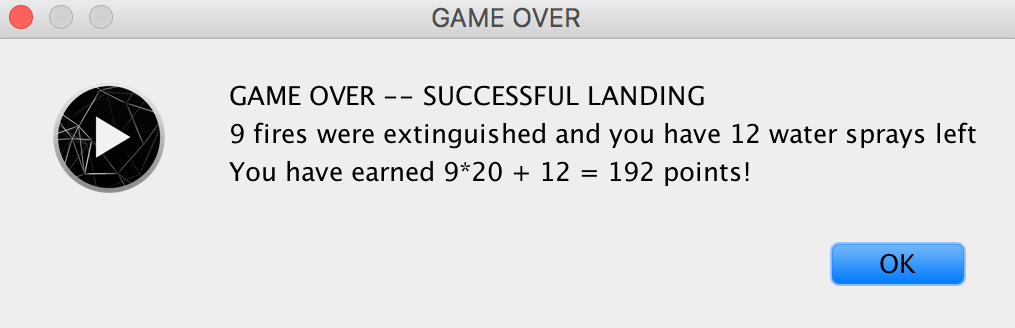 GAME OVER
GAME OVER -- SUCCESSFUL LANDING
9 fires were extinguished and you have 12 water sprays left
You have earned 9*20 + 12 = 192 points!
OK